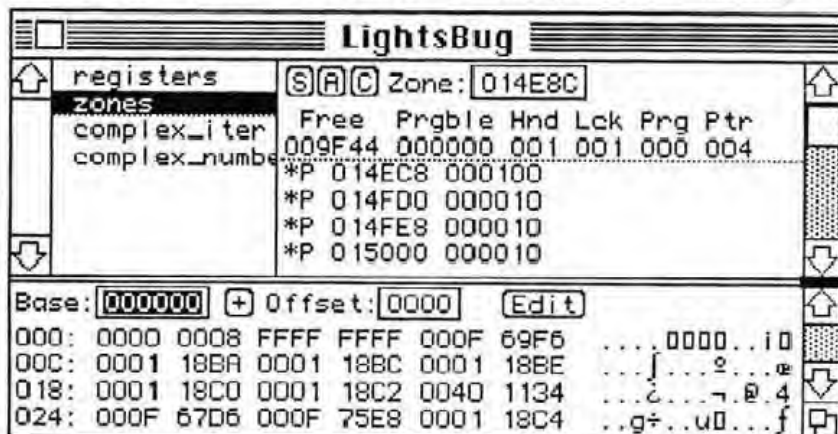 LightsBug
registers
zones
complex_iter
complex_numbe
S A C Zone: 014E8C
Free Prgble Hnd Lck Prg Ptr
009F44 000000 001 001 000 004
*P 014EC8 000100
*P 014FD0 000010
*P 014FE8 000010
*P 015000 000010
Base: 000000 + Offset: 0000 Edit
000: 0000 0008 FFFF FFFF 000F 69F6 ....▯▯▯▯..i▯
00C: 0001 18BA 0001 18BC 0001 18BE ...∫...º...æ
018: 0001 18C0 0001 18C2 0040 1134 ...¿...¬.@.4
024: 000F 67D6 000F 75E8 0001 18C4 ..g÷..u▯...ƒ